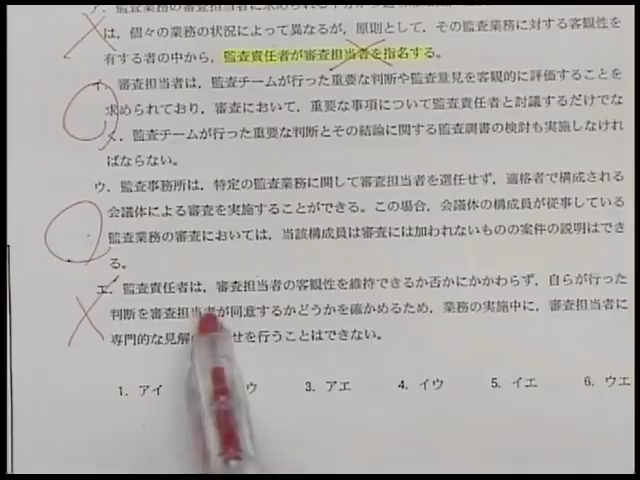 ア．監査業務の審査担当者に求められる
は，個々の業務の状況によって異なるが，原則として，その監査業務に対する客観性を
有する者の中から，監査責任者が審査担当者を指名する。
イ．審査担当者は，監査チームが行った重要な判断や監査意見を客観的に評価することを
求められており，審査において，重要な事項について監査責任者と討議するだけでな
く，監査チームが行った重要な判断とその結論に関する監査調書の検討も実施しなけれ
ばならない。
ウ．監査事務所は，特定の監査業務に関して審査担当者を選任せず，適格者で構成される
会議体による審査を実施することができる。この場合，会議体の構成員が従事している
監査業務の審査においては，当該構成員は審査には加われないものの案件の説明はでき
る。
エ．監査責任者は，審査担当者の客観性を維持できるか否かにかかわらず，自らが行った
判断を審査担当者が同意するかどうかを確かめるため，業務の実施中に，審査担当者に
専門的な見解の せを行うことはできない。
1．アイ ウ 3．アエ 4．イウ 5．イエ 6．ウエ